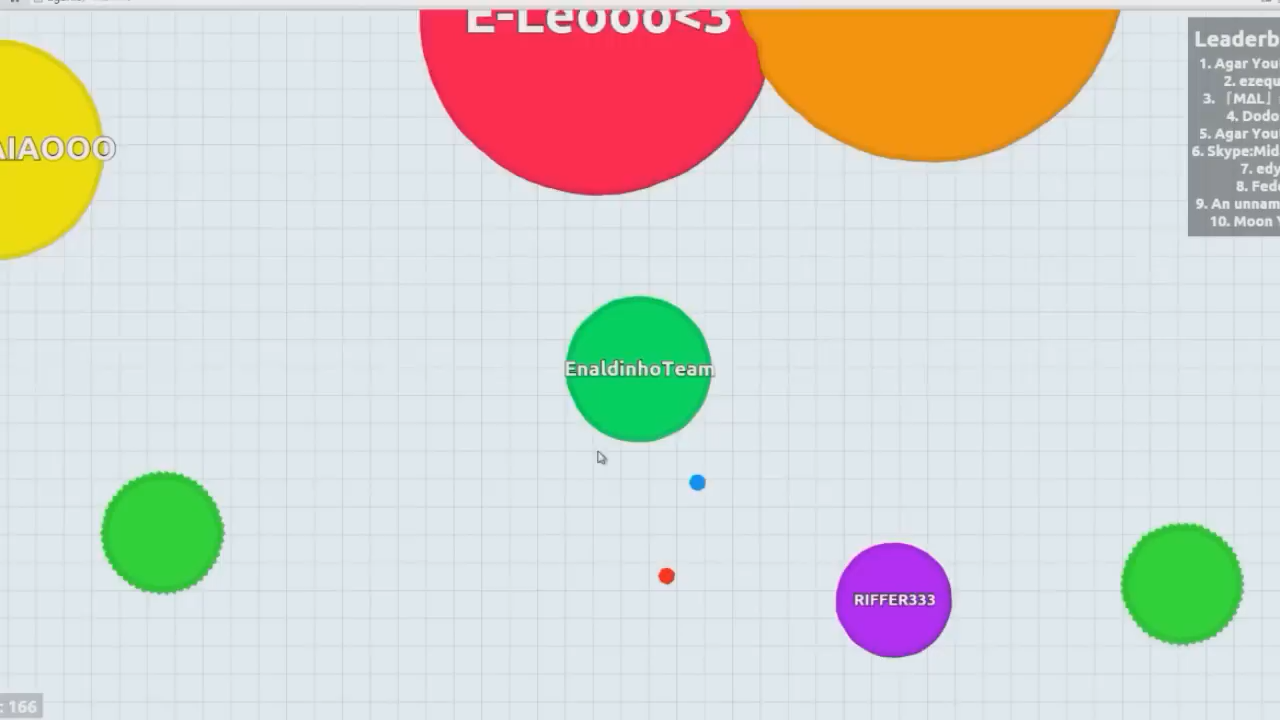 E-Leooo<3
AIAOOO
EnaldinhoTeam
RIFFER333
Leaderb
1. Agar You
2. ezequ
3. 「MΔL」
4. Dodo
5. Agar You
6. Skype:Mid
7. edy
8. Fede
9. An unnam
10. Moon Y
: 166